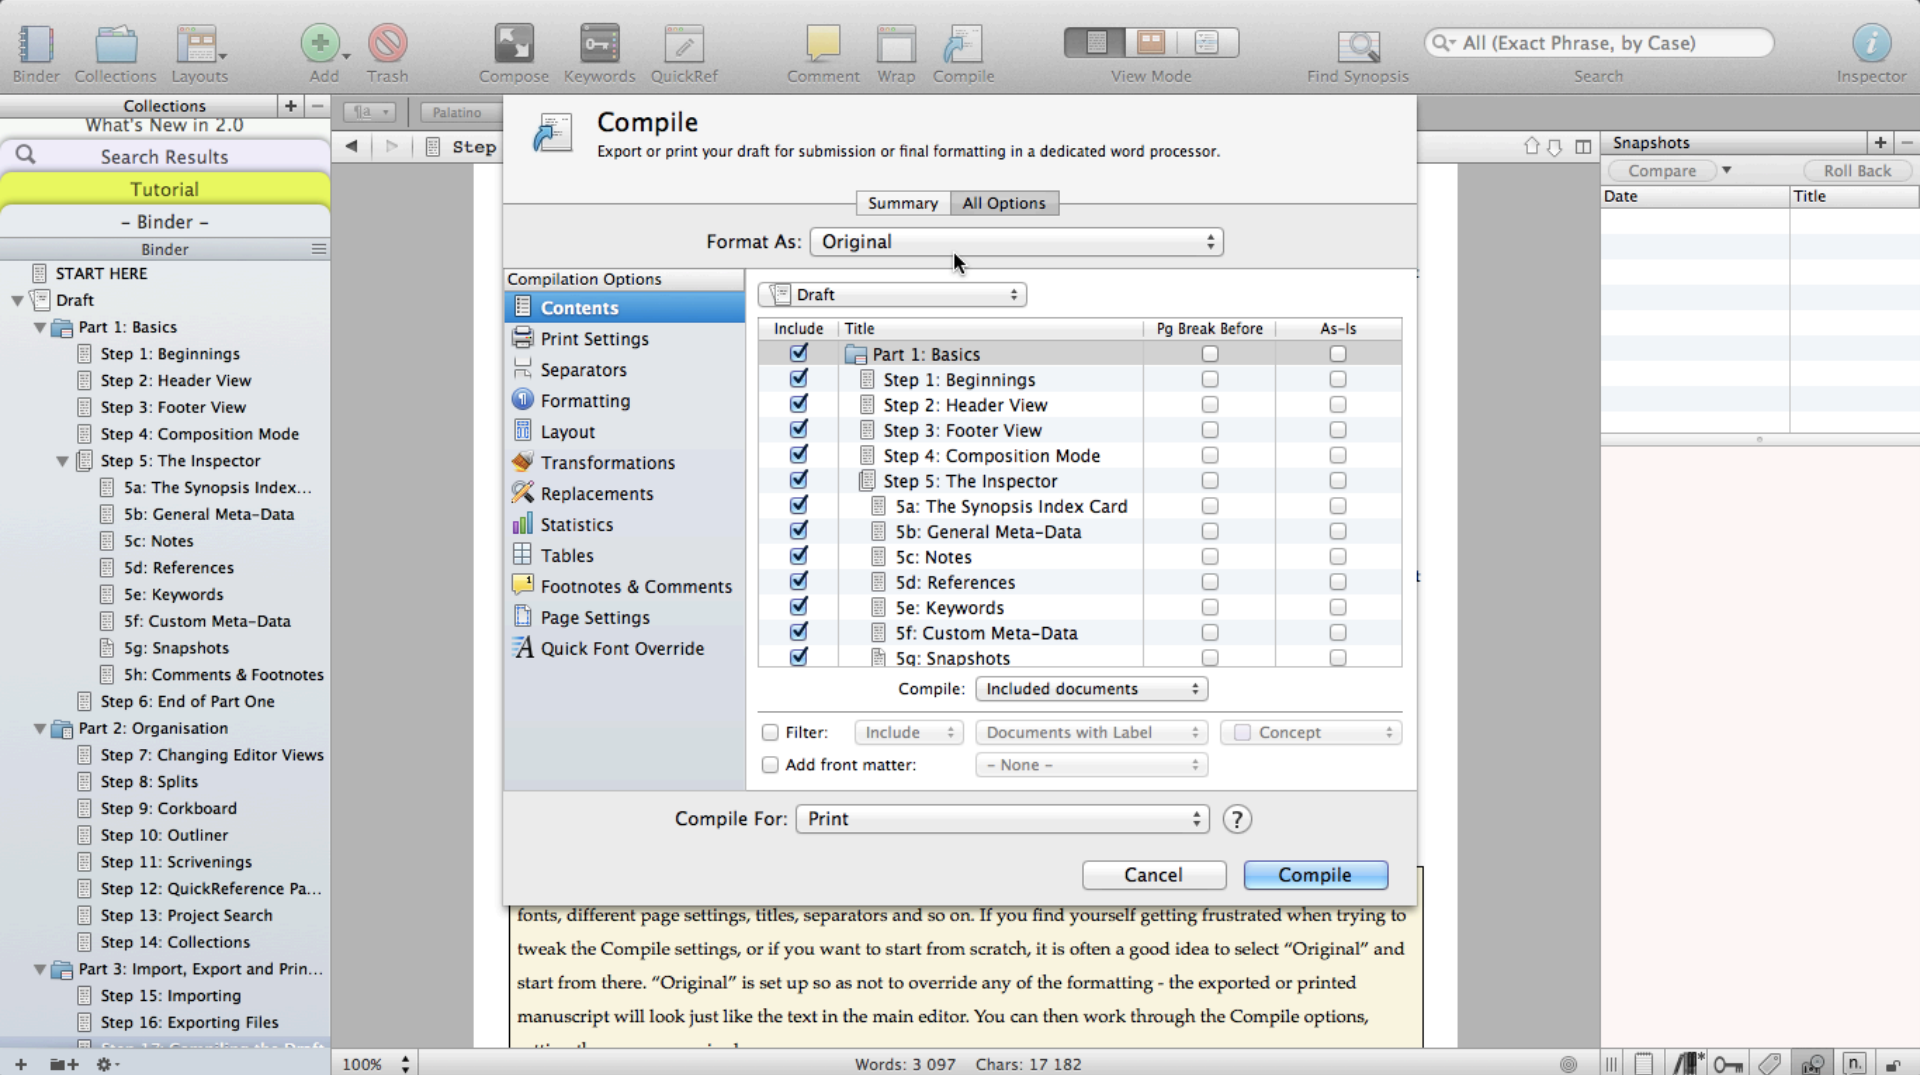 Binder Collections Layouts Add Trash Compose Keywords QuickRef Comment Wrap Compile View Mode Find Synopsis Search Inspector
All (Exact Phrase, by Case)
Collections + −
What's New in 2.0
Search Results
Tutorial
– Binder –
Binder
START HERE
Draft
Part 1: Basics
Step 1: Beginnings
Step 2: Header View
Step 3: Footer View
Step 4: Composition Mode
Step 5: The Inspector
5a: The Synopsis Index...
5b: General Meta-Data
5c: Notes
5d: References
5e: Keywords
5f: Custom Meta-Data
5g: Snapshots
5h: Comments & Footnotes
Step 6: End of Part One
Part 2: Organisation
Step 7: Changing Editor Views
Step 8: Splits
Step 9: Corkboard
Step 10: Outliner
Step 11: Scrivenings
Step 12: QuickReference Pa...
Step 13: Project Search
Step 14: Collections
Part 3: Import, Export and Prin...
Step 15: Importing
Step 16: Exporting Files
Step 17: Compiling the Draft
¶a Palatino
Step
Compile
Export or print your draft for submission or final formatting in a dedicated word processor.
Summary All Options
Format As: Original
Compilation Options
Contents
Print Settings
Separators
Formatting
Layout
Transformations
Replacements
Statistics
Tables
Footnotes & Comments
Page Settings
Quick Font Override
Draft
Include Title Pg Break Before As-Is
Part 1: Basics
Step 1: Beginnings
Step 2: Header View
Step 3: Footer View
Step 4: Composition Mode
Step 5: The Inspector
5a: The Synopsis Index Card
5b: General Meta-Data
5c: Notes
5d: References
5e: Keywords
5f: Custom Meta-Data
5g: Snapshots
Compile: Included documents
Filter: Include Documents with Label Concept
Add front matter: – None –
Compile For: Print ?
Cancel Compile
fonts, different page settings, titles, separators and so on. If you find yourself getting frustrated when trying to
tweak the Compile settings, or if you want to start from scratch, it is often a good idea to select “Original” and
start from there. “Original” is set up so as not to override any of the formatting - the exported or printed
manuscript will look just like the text in the main editor. You can then work through the Compile options,
Snapshots + −
Compare Roll Back
Date Title
100% Words: 3 097 Chars: 17 182 n.